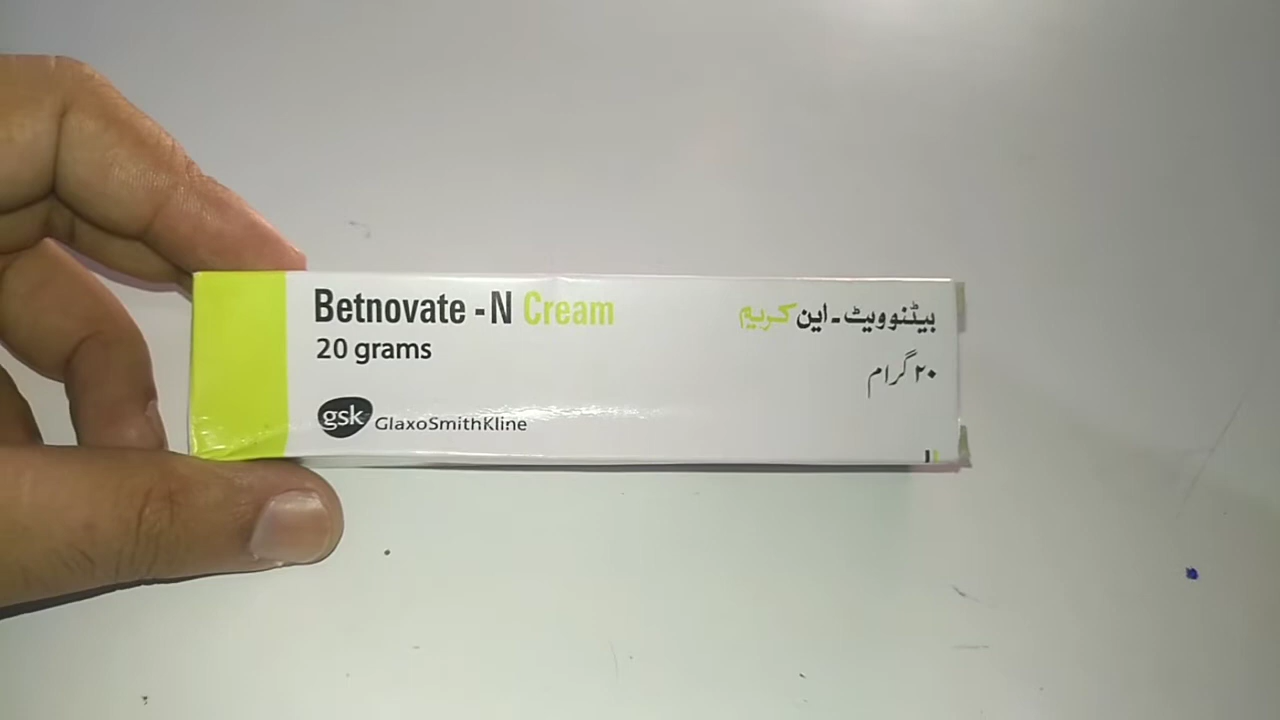 Betnovate - N Cream
20 grams
gsk GlaxoSmithKline
بیٹنوویٹ - این کریم
۲۰ گرام